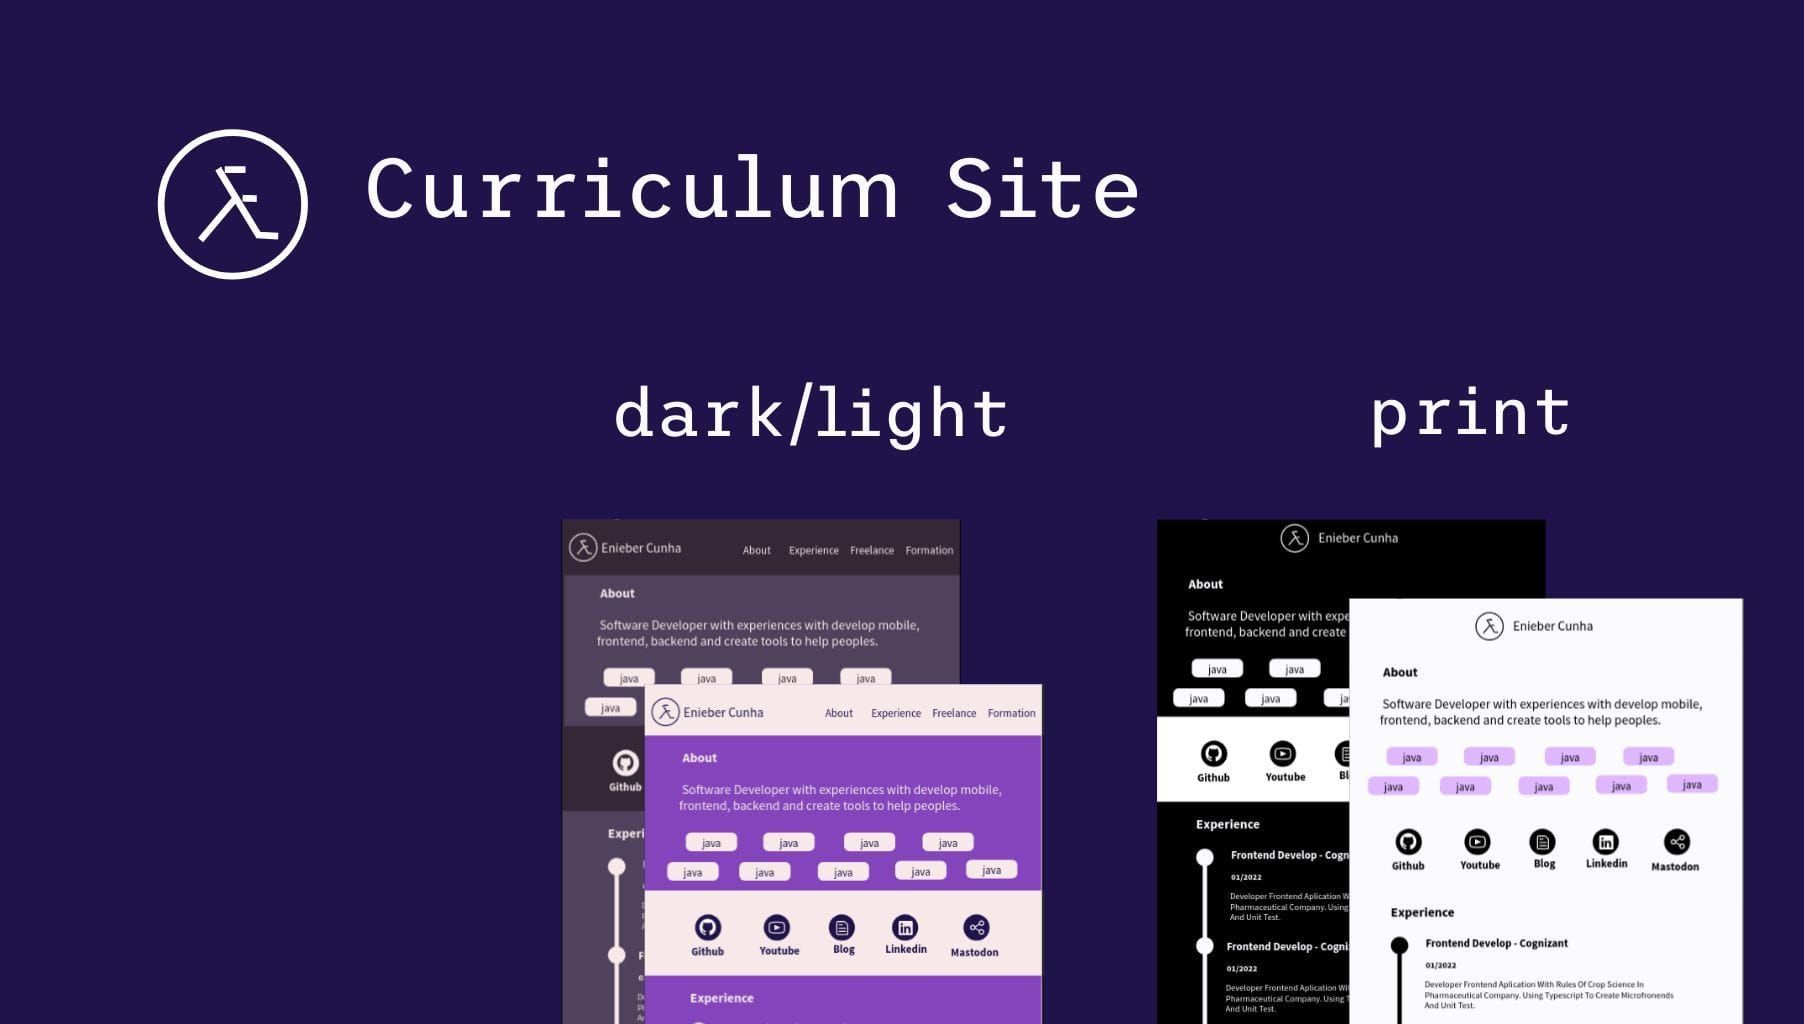 Curriculum Site
dark/light
print
Enieber Cunha
About Experience Freelance Formation
About
Software Developer with experiences with develop mobile,
frontend, backend and create tools to help peoples.
java java java java
java
Github
Enieber Cunha
About Experience Freelance Formation
About
Software Developer with experiences with develop mobile,
frontend, backend and create tools to help peoples.
java java java java
java java java java java
Github Youtube Blog Linkedin Mastodon
Experience
Enieber Cunha
About
Software Developer with
frontend, backend and create
java java
java java
Github Youtube
Experience
Frontend Develop -
01/2022
Developer Frontend Aplication
Pharmaceutical Company. Using
And Unit Test.
Frontend Develop -
01/2022
Developer Frontend Aplication
Pharmaceutical Company. Using
And Unit Test.
Enieber Cunha
About
Software Developer with experiences with develop mobile,
frontend, backend and create tools to help peoples.
java java java java
java java java java java
Github Youtube Blog Linkedin Mastodon
Experience
Frontend Develop - Cognizant
01/2022
Developer Frontend Aplication With Rules Of Crop Science In
Pharmaceutical Company. Using Typescript To Create Microfronends
And Unit Test.